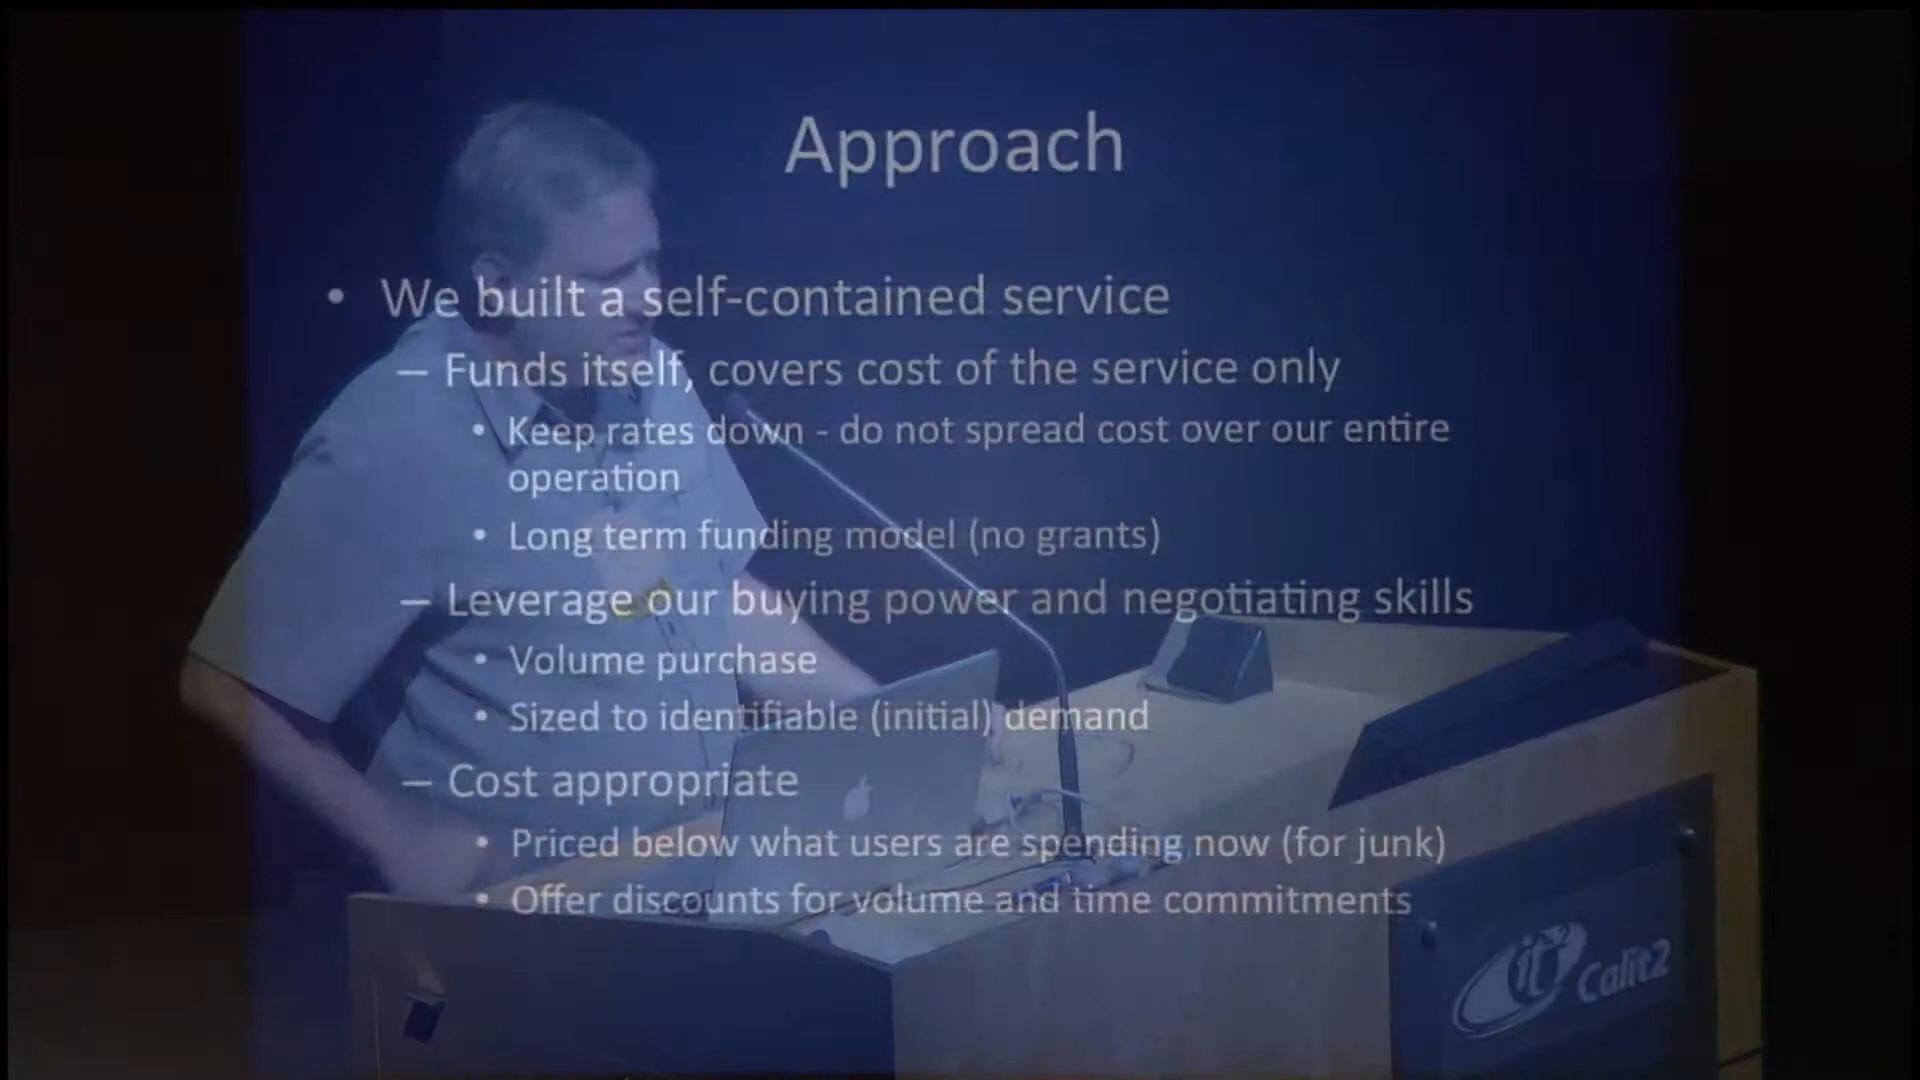 Approach
• We built a self-contained service
– Funds itself, covers cost of the service only
• Keep rates down - do not spread cost over our entire
operation
• Long term funding model (no grants)
– Leverage our buying power and negotiating skills
• Volume purchase
• Sized to identifiable (initial) demand
– Cost appropriate
• Priced below what users are spending now (for junk)
• Offer discounts for volume and time commitments
it
Calit2